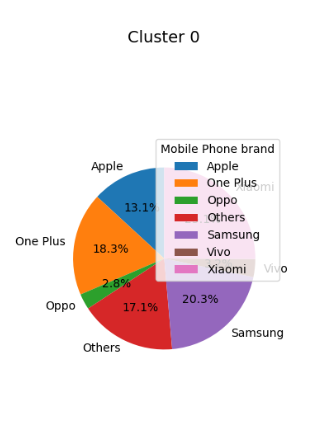 Cluster 0
Mobile Phone brand
Apple
One Plus
Oppo
Others
Samsung
Vivo
Xiaomi
Apple
Xiaomi
13.1%
One Plus
18.3%
Vivo
2.8%
Oppo
17.1%
20.3%
Others
Samsung